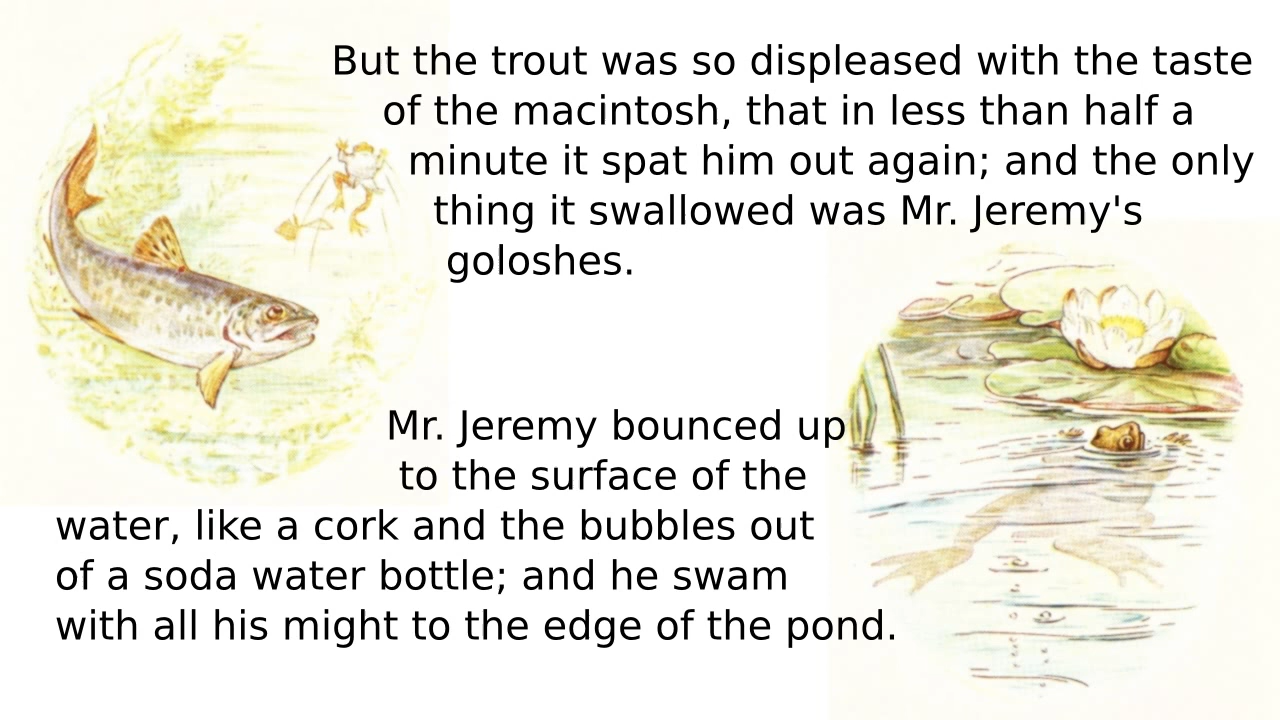 But the trout was so displeased with the taste
of the macintosh, that in less than half a
minute it spat him out again; and the only
thing it swallowed was Mr. Jeremy's
goloshes.
Mr. Jeremy bounced up
to the surface of the
water, like a cork and the bubbles out
of a soda water bottle; and he swam
with all his might to the edge of the pond.